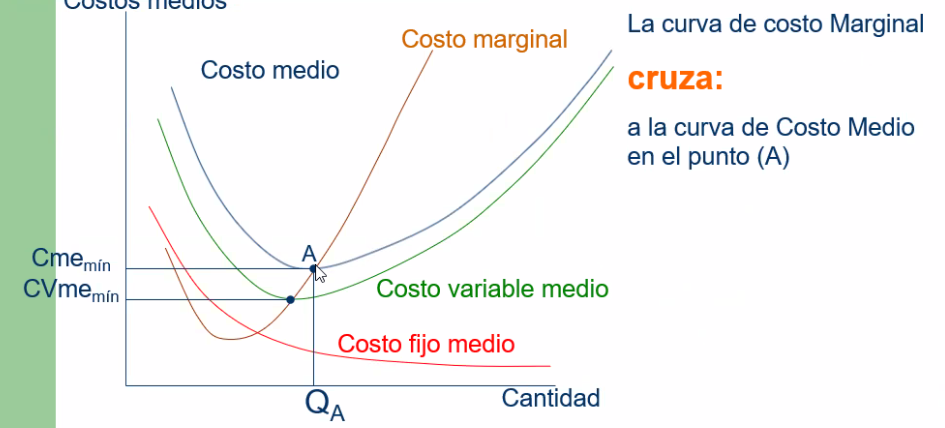 Costos medios
Costo marginal
Costo medio
La curva de costo Marginal
cruza:
a la curva de Costo Medio
en el punto (A)
A
Cme mín
CVme mín
Costo variable medio
Costo fijo medio
Cantidad
Q A